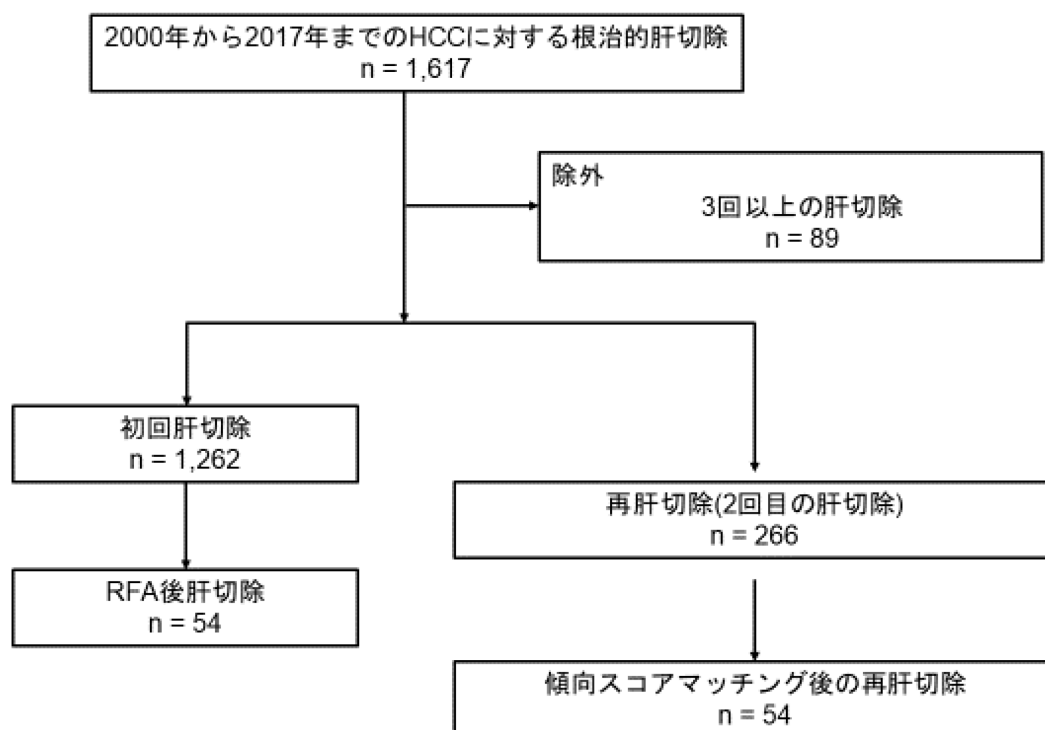 2000年から2017年までのHCCに対する根治的肝切除
n = 1,617
除外
3回以上の肝切除
n = 89
初回肝切除
n = 1,262
再肝切除(2回目の肝切除)
n = 266
RFA後肝切除
n = 54
傾向スコアマッチング後の再肝切除
n = 54